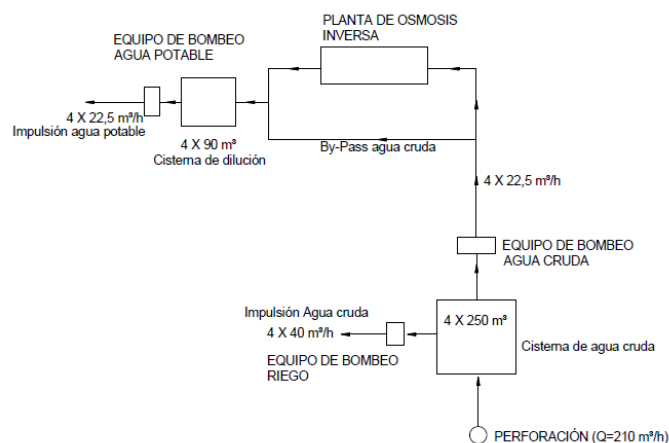 PLANTA DE OSMOSIS
INVERSA
EQUIPO DE BOMBEO
AGUA POTABLE
4 X 22,5 m³/h
Impulsión agua potable
4 X 90 m³
Cisterna de dilución
By-Pass agua cruda
4 X 22,5 m³/h
EQUIPO DE BOMBEO
AGUA CRUDA
Impulsión Agua cruda
4 X 40 m³/h
EQUIPO DE BOMBEO
RIEGO
4 X 250 m³
Cisterna de agua cruda
PERFORACIÓN (Q=210 m³/h)